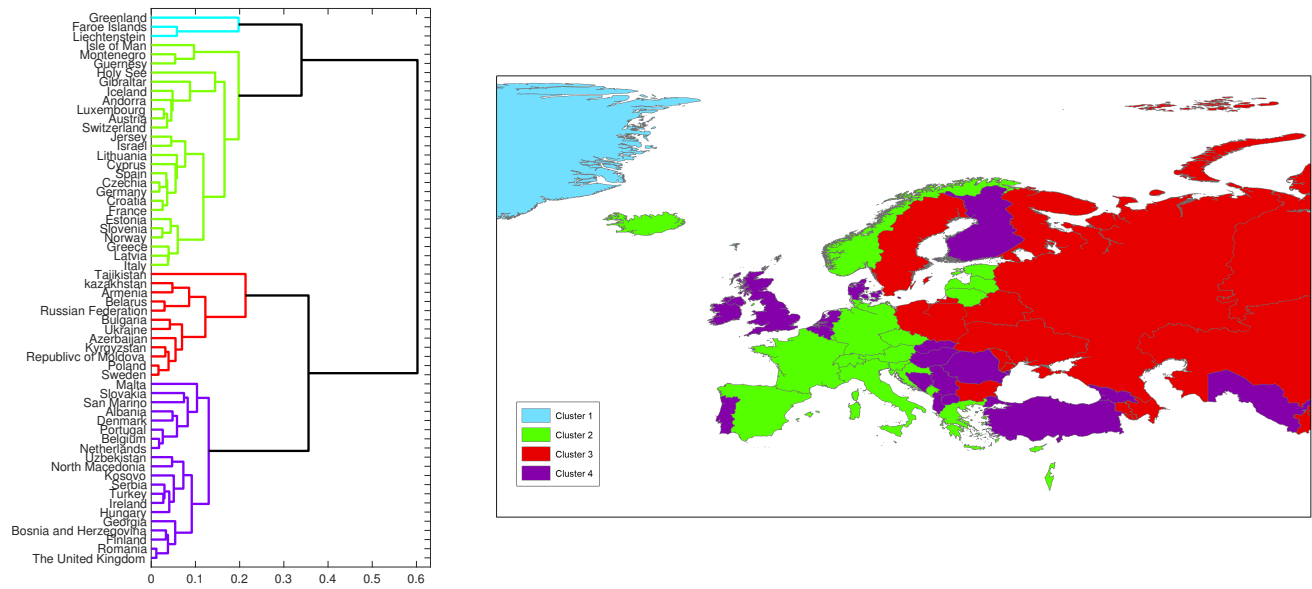 Greenland
Faroe Islands
Liechtenstein
Isle of Man
Montenegro
Guernesy
Holy See
Gibraltar
Iceland
Andorra
Luxembourg
Austria
Switzerland
Jersey
Israel
Lithuania
Cyprus
Spain
Czechia
Germany
Croatia
France
Estonia
Slovenia
Norway
Greece
Latvia
Italy
Tajikistan
kazakhstan
Armenia
Belarus
Russian Federation
Bulgaria
Ukraine
Azerbaijan
Kyrgyzstan
Republivc of Moldova
Poland
Sweden
Malta
Slovakia
San Marino
Albania
Denmark
Portugal
Belgium
Netherlands
Uzbekistan
North Macedonia
Kosovo
Serbia
Turkey
Ireland
Hungary
Georgia
Bosnia and Herzegovina
Finland
Romania
The United Kingdom
0 0.1 0.2 0.3 0.4 0.5 0.6
Cluster 1
Cluster 2
Cluster 3
Cluster 4